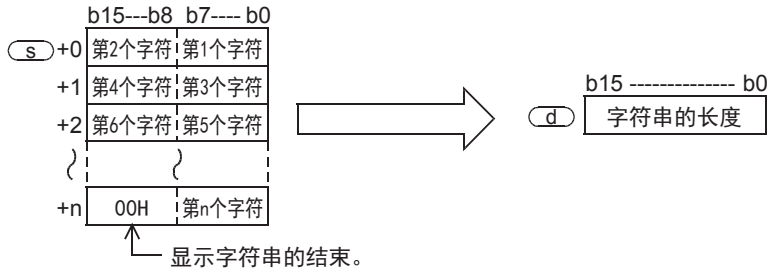 b15---b8 b7---- b0
s +0 第2个字符 第1个字符
+1 第4个字符 第3个字符
+2 第6个字符 第5个字符
+n 00H 第n个字符
显示字符串的结束。
b15 -------------- b0
d 字符串的长度